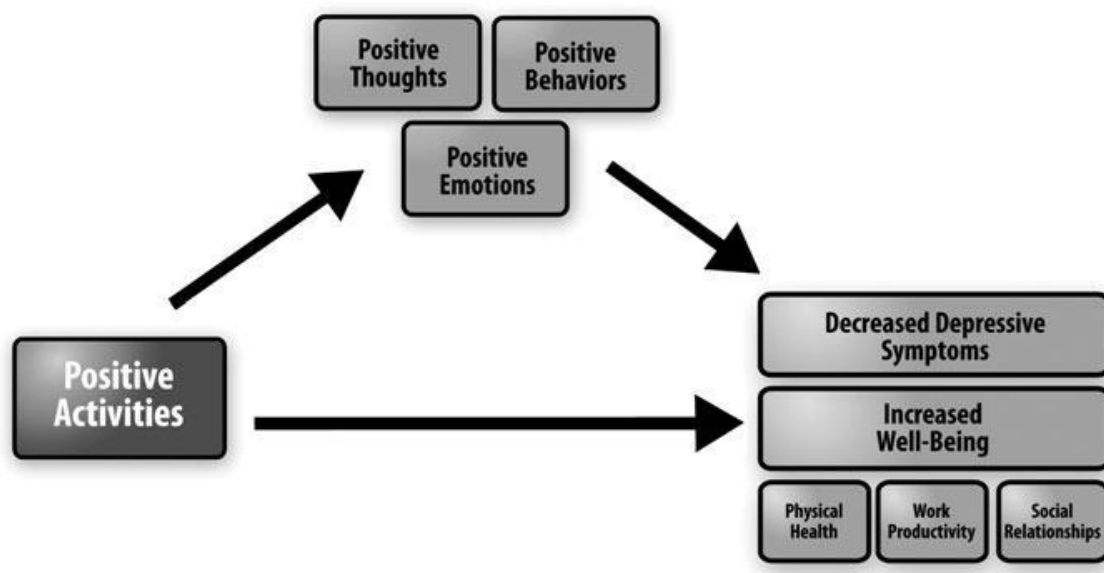 Positive
Thoughts
Positive
Behaviors
Positive
Emotions
Positive
Activities
Decreased Depressive
Symptoms
Increased
Well-Being
Physical
Health
Work
Productivity
Social
Relationships